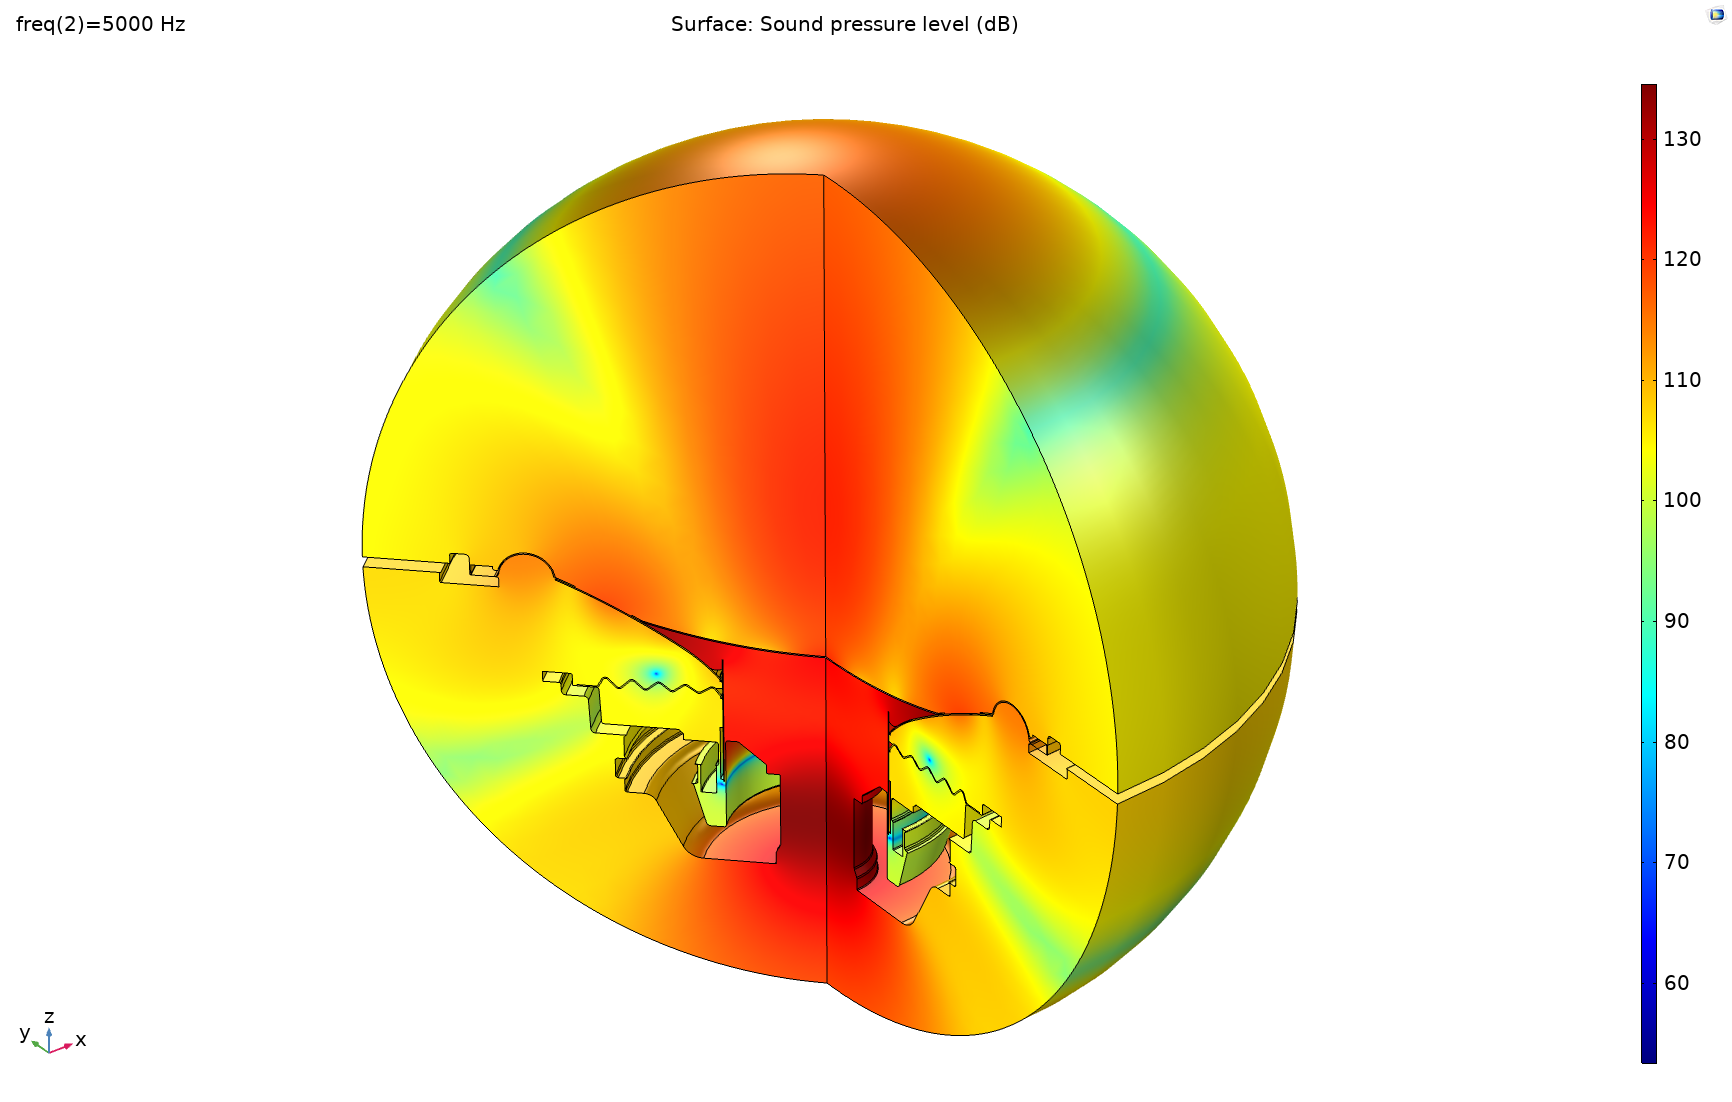 freq(2)=5000 Hz
Surface: Sound pressure level (dB)
130
120
110
100
90
80
70
60
z
y
x